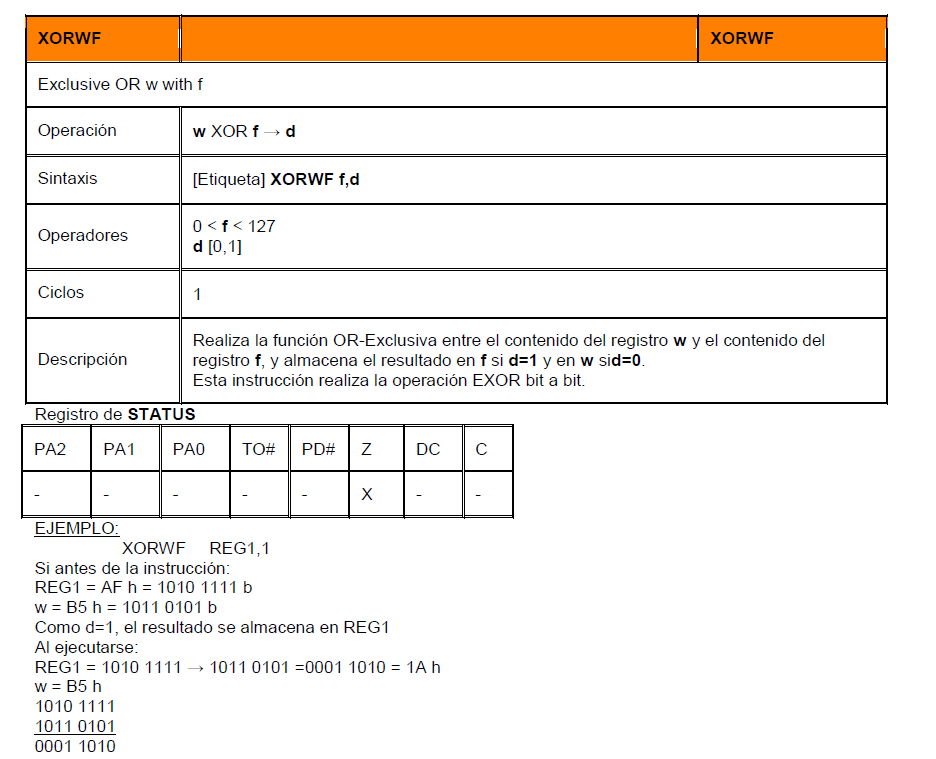 XORWF XORWF
Exclusive OR w with f
Operación w XOR f → d
Sintaxis [Etiqueta] XORWF f,d
Operadores 0 < f < 127
d [0,1]
Ciclos 1
Descripción Realiza la función OR-Exclusiva entre el contenido del registro w y el contenido del
registro f, y almacena el resultado en f si d=1 y en w sid=0.
Esta instrucción realiza la operación EXOR bit a bit.
Registro de STATUS
PA2 PA1 PA0 TO# PD# Z DC C
- - - - - X - -
EJEMPLO:
XORWF REG1,1
Si antes de la instrucción:
REG1 = AF h = 1010 1111 b
w = B5 h = 1011 0101 b
Como d=1, el resultado se almacena en REG1
Al ejecutarse:
REG1 = 1010 1111 → 1011 0101 =0001 1010 = 1A h
w = B5 h
1010 1111
1011 0101
0001 1010